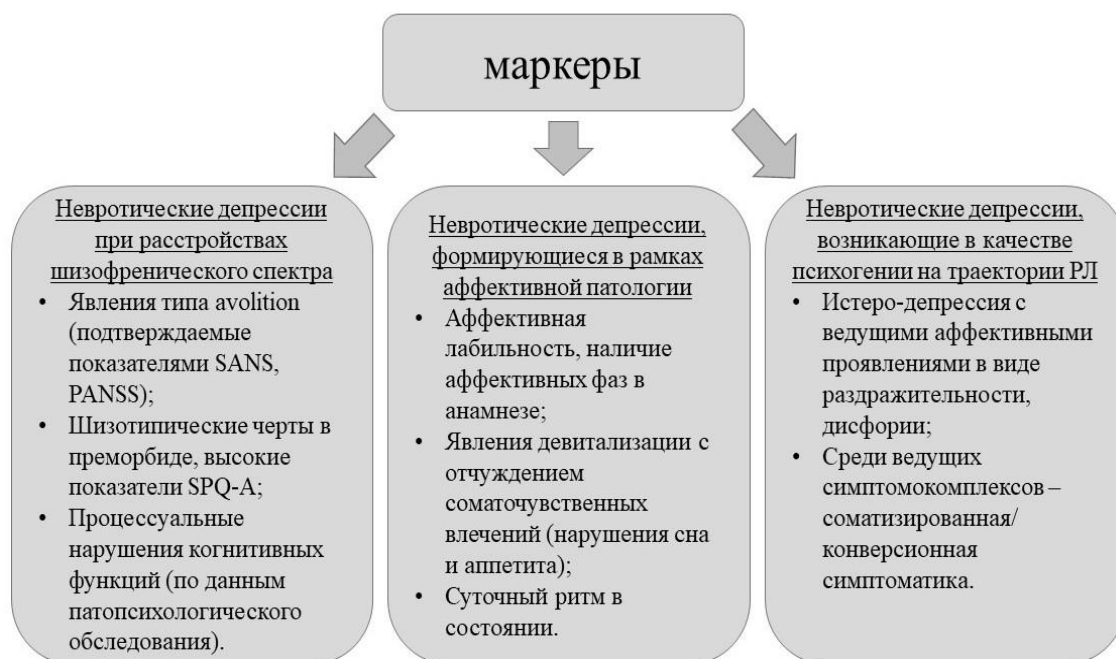 маркеры
Невротические депрессии
при расстройствах
шизофренического спектра
• Явления типа avolition
(подтверждаемые
показателями SANS,
PANSS);
• Шизотипические черты в
преморбиде, высокие
показатели SPQ-A;
• Процессуальные
нарушения когнитивных
функций (по данным
патопсихологического
обследования).
Невротические депрессии,
формирующиеся в рамках
аффективной патологии
• Аффективная
лабильность, наличие
аффективных фаз в
анамнезе;
• Явления девитализации с
отчуждением
соматочувственных
влечений (нарушения сна
и аппетита);
• Суточный ритм в
состоянии.
Невротические депрессии,
возникающие в качестве
психогении на траектории РЛ
• Истеро-депрессия с
ведущими аффективными
проявлениями в виде
раздражительности,
дисфории;
• Среди ведущих
симптомокомплексов –
соматизированная/
конверсионная
симптоматика.